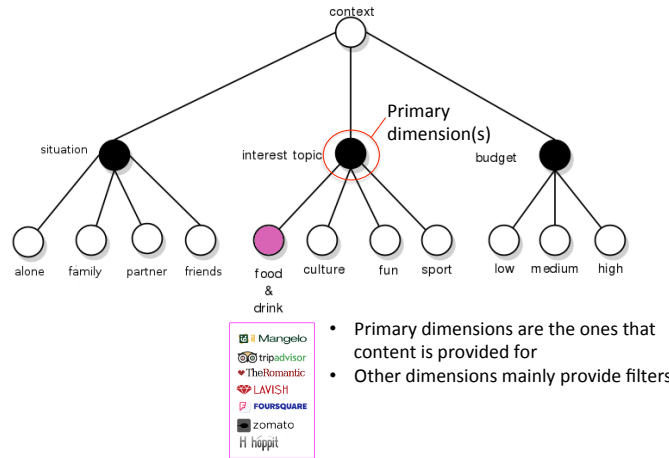 context
Primary
dimension(s)
situation
interest topic
budget
alone
family
partner
friends
food
&
drink
culture
fun
sport
low
medium
high
il Mangelo
tripadvisor
TheRomantic
LAVISH
FOURSQUARE
zomato
H hoppit
• Primary dimensions are the ones that
content is provided for
• Other dimensions mainly provide filters